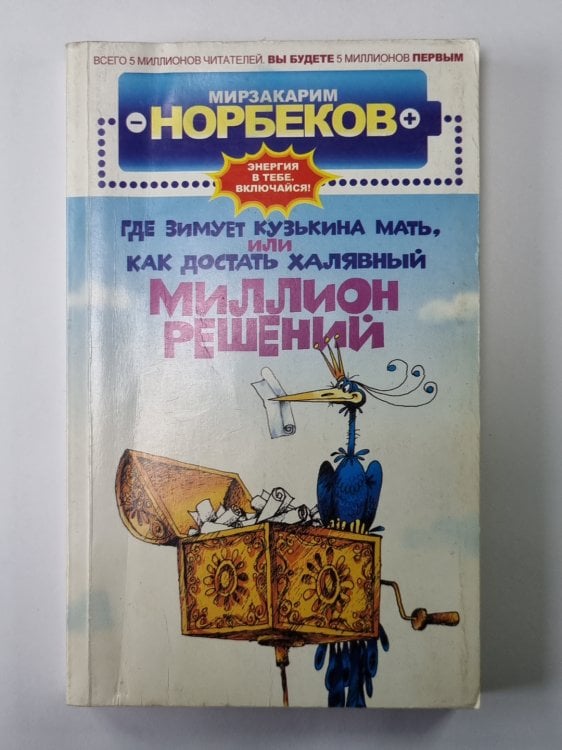 ВСЕГО 5 МИЛЛИОНОВ ЧИТАТЕЛЕЙ. ВЫ БУДЕТЕ 5 МИЛЛИОНОВ ПЕРВЫМ
МИРЗАКАРИМ
- НОРБЕКОВ +
ЭНЕРГИЯ
В ТЕБЕ.
ВКЛЮЧАЙСЯ!
ГДЕ ЗИМУЕТ КУЗЬКИНА МАТЬ,
ИЛИ
КАК ДОСТАТЬ ХАЛЯВНЫЙ
МИЛЛИОН
РЕШЕНИЙ